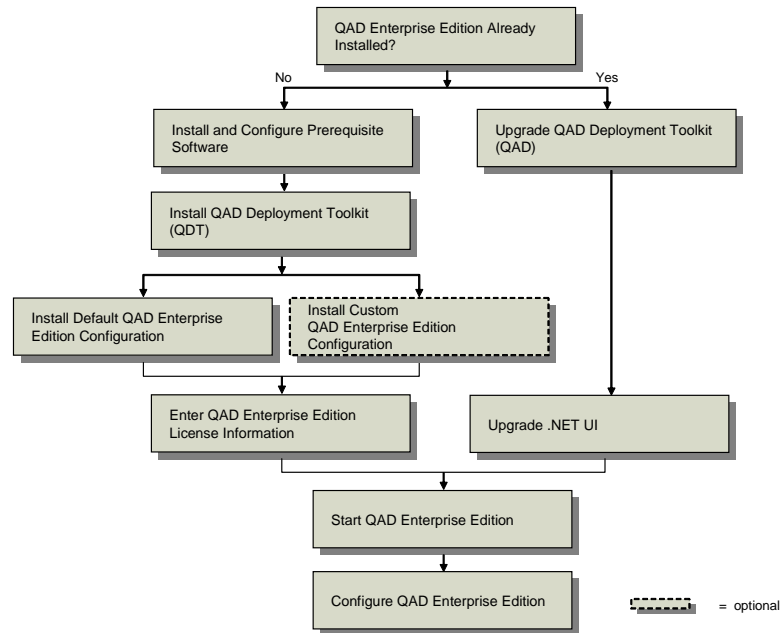 QAD Enterprise Edition Already
Installed?
No
Yes
Install and Configure Prerequisite
Software
Upgrade QAD Deployment Toolkit
(QAD)
Install QAD Deployment Toolkit
(QDT)
Install Default QAD Enterprise
Edition Configuration
Install Custom
QAD Enterprise Edition
Configuration
Enter QAD Enterprise Edition
License Information
Upgrade .NET UI
Start QAD Enterprise Edition
Configure QAD Enterprise Edition
= optional